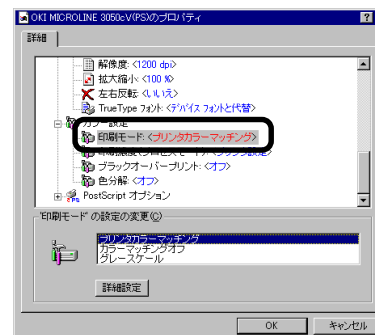 OKI MICROLINE 3050cV(PS)のプロパティ
詳細
解像度: <1200 dpi>
拡大縮小: <100 %>
左右反転: <いいえ>
TrueType フォント: <デバイス フォントと代替>
カラー設定
印刷モード: <プリンタカラーマッチング>
ブラックオーバープリント: <オフ>
色分解: <オフ>
PostScript オプション
"印刷モード" の設定の変更(C)
プリンタカラーマッチング
カラーマッチングオフ
グレースケール
詳細設定
OK
キャンセル